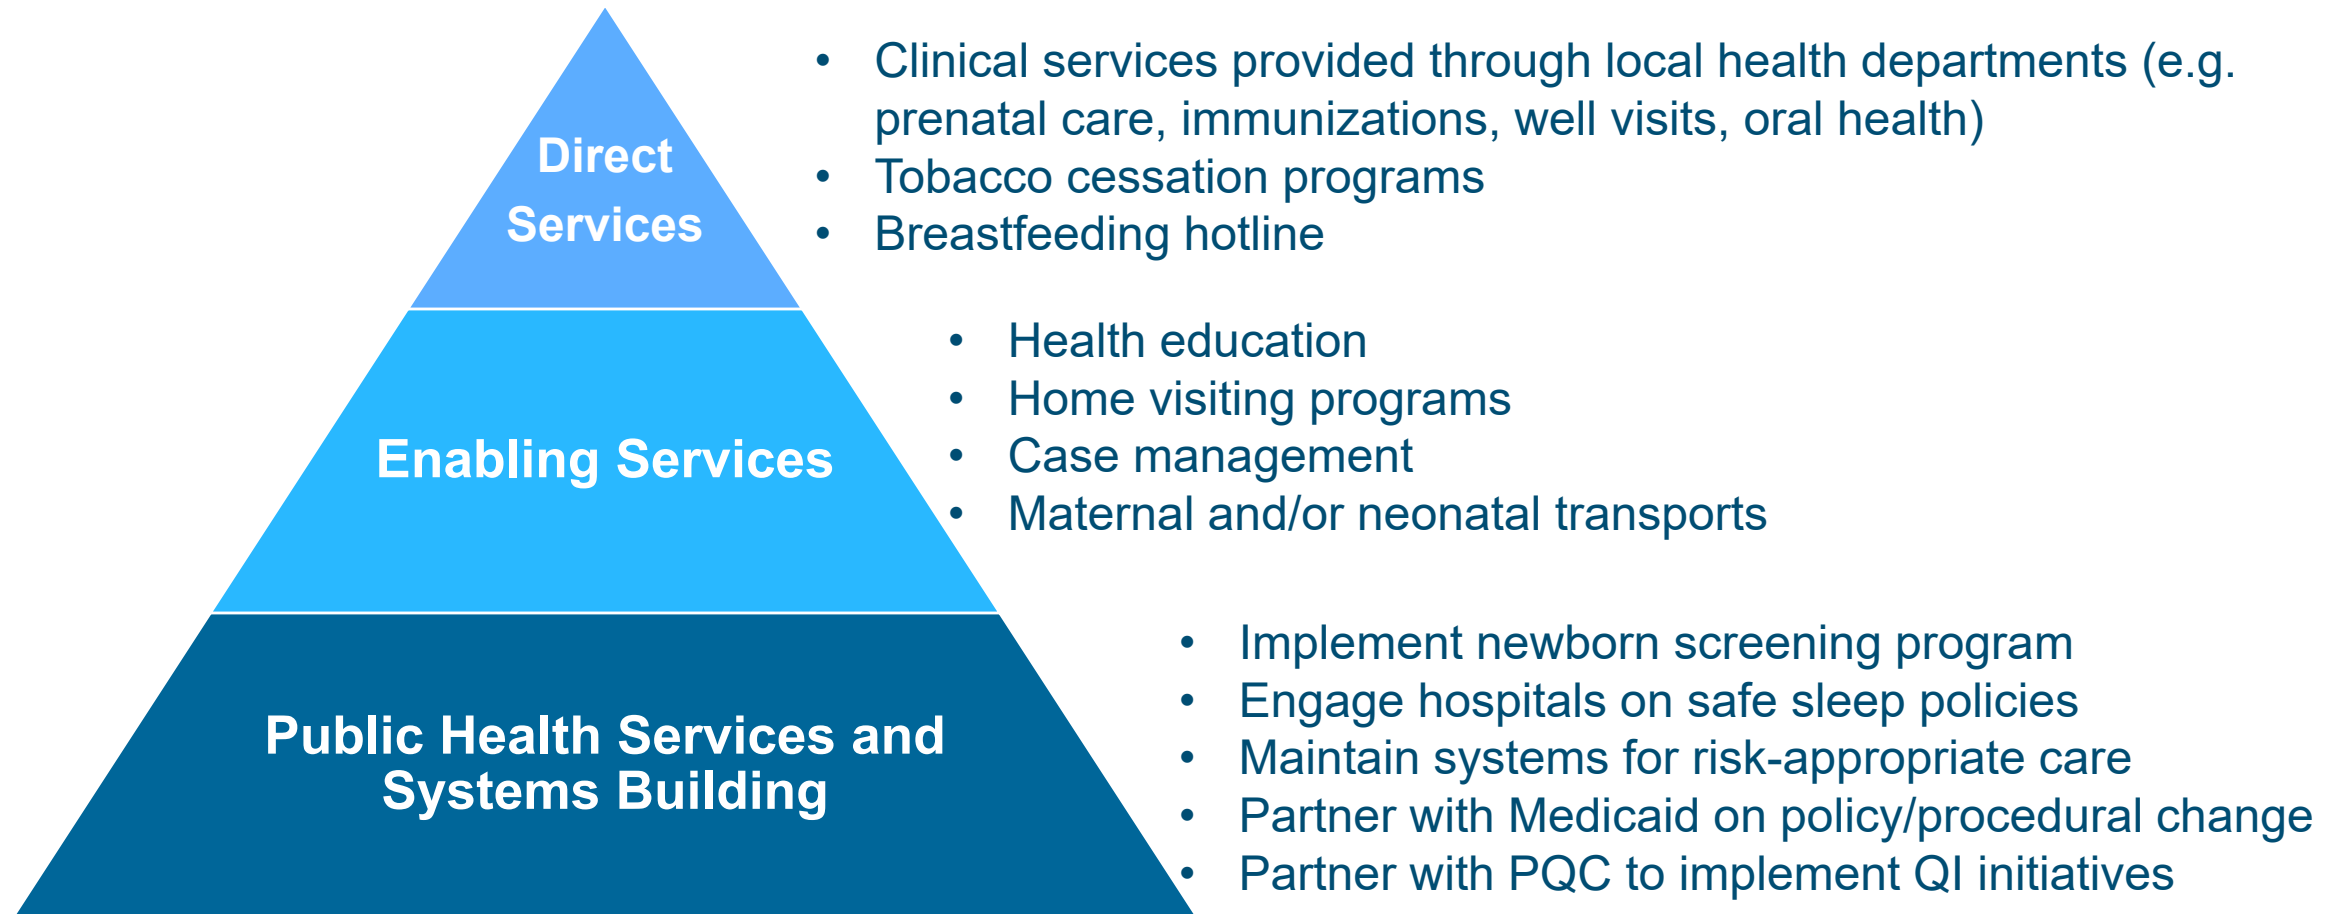 Direct
Services
• Clinical services provided through local health departments (e.g.
prenatal care, immunizations, well visits, oral health)
• Tobacco cessation programs
• Breastfeeding hotline
Enabling Services
• Health education
• Home visiting programs
• Case management
• Maternal and/or neonatal transports
Public Health Services and
Systems Building
• Implement newborn screening program
• Engage hospitals on safe sleep policies
• Maintain systems for risk-appropriate care
• Partner with Medicaid on policy/procedural change
• Partner with PQC to implement QI initiatives